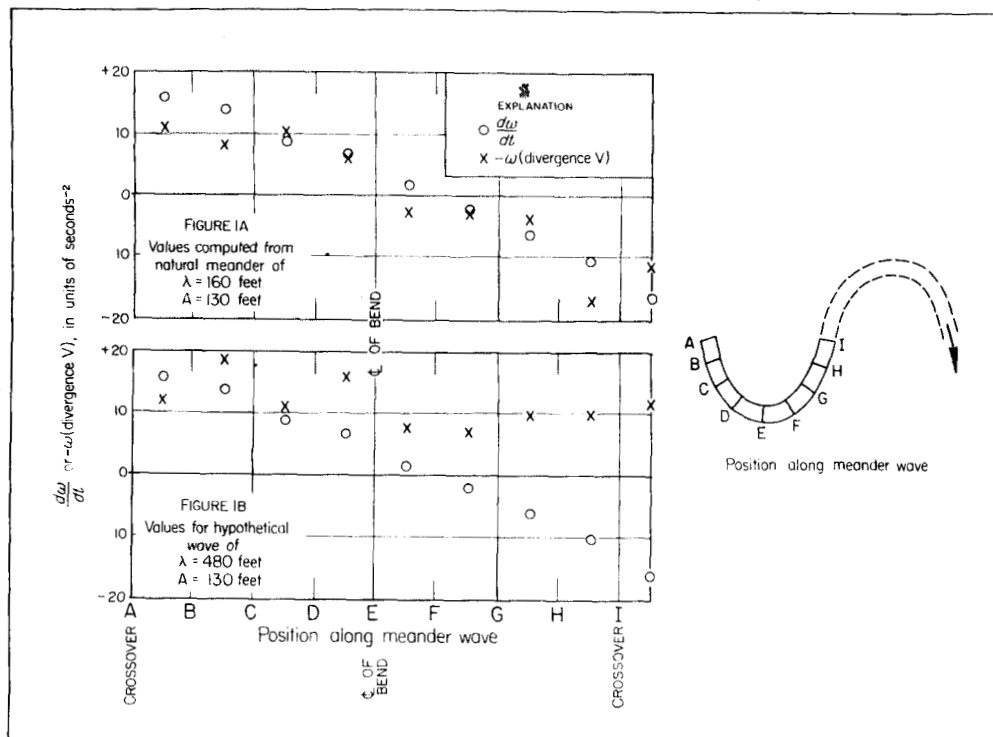 +20
10
0
10
-20
EXPLANATION
○ dω/dt
× -ω(divergence V)
FIGURE 1A
Values computed from
natural meander of
λ = 160 feet
A = 130 feet
℄ OF BEND
+20
10
0
10
-20
FIGURE 1B
Values for hypothetical
wave of
λ = 480 feet
A = 130 feet
dω/dt or -ω(divergence V), in units of seconds⁻²
A B C D E F G H I
Position along meander wave
CROSSOVER
℄ OF
BEND
CROSSOVER
A
B
C
D
E
F
G
H
I
Position along meander wave